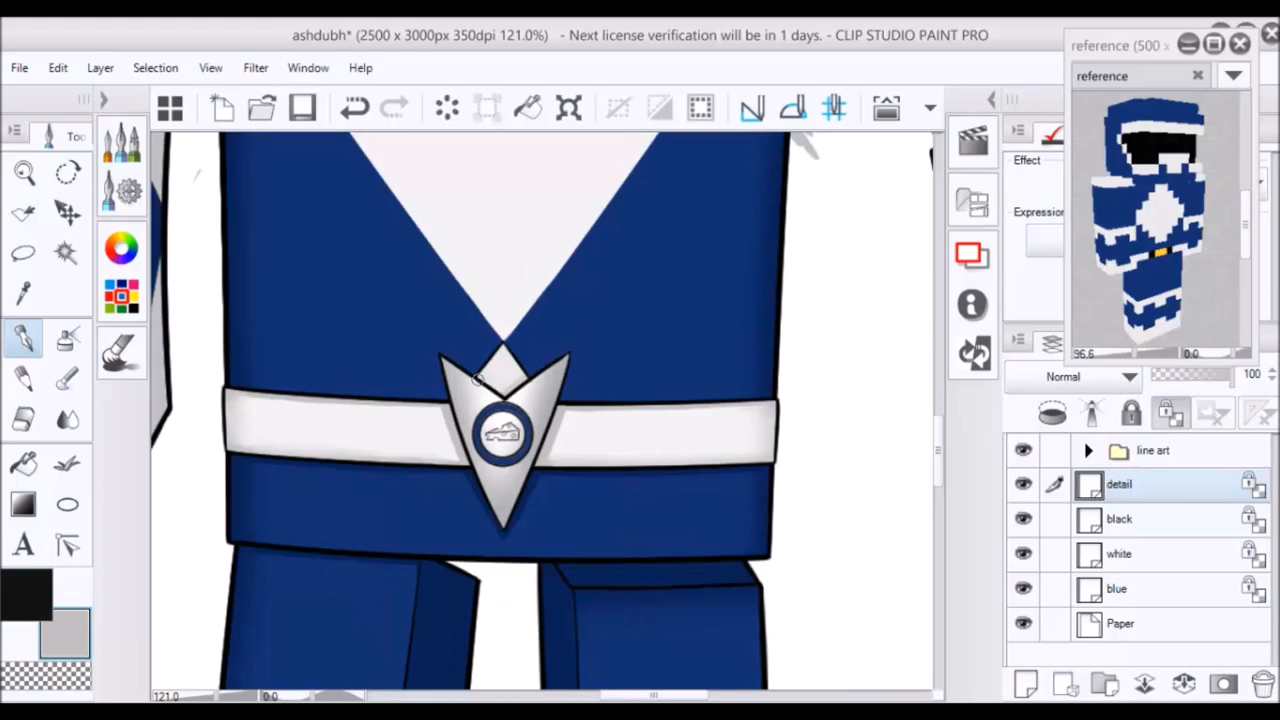 ashdubh* (2500 x 3000px 350dpi 121.0%) - Next license verification will be in 1 days. - CLIP STUDIO PAINT PRO
reference (500 x
File Edit Layer Selection View Filter Window Help
reference
Too
Effect
Expression
96.6 0.0
Normal 100
line art
detail
black
white
blue
Paper
A
121.0 0.0